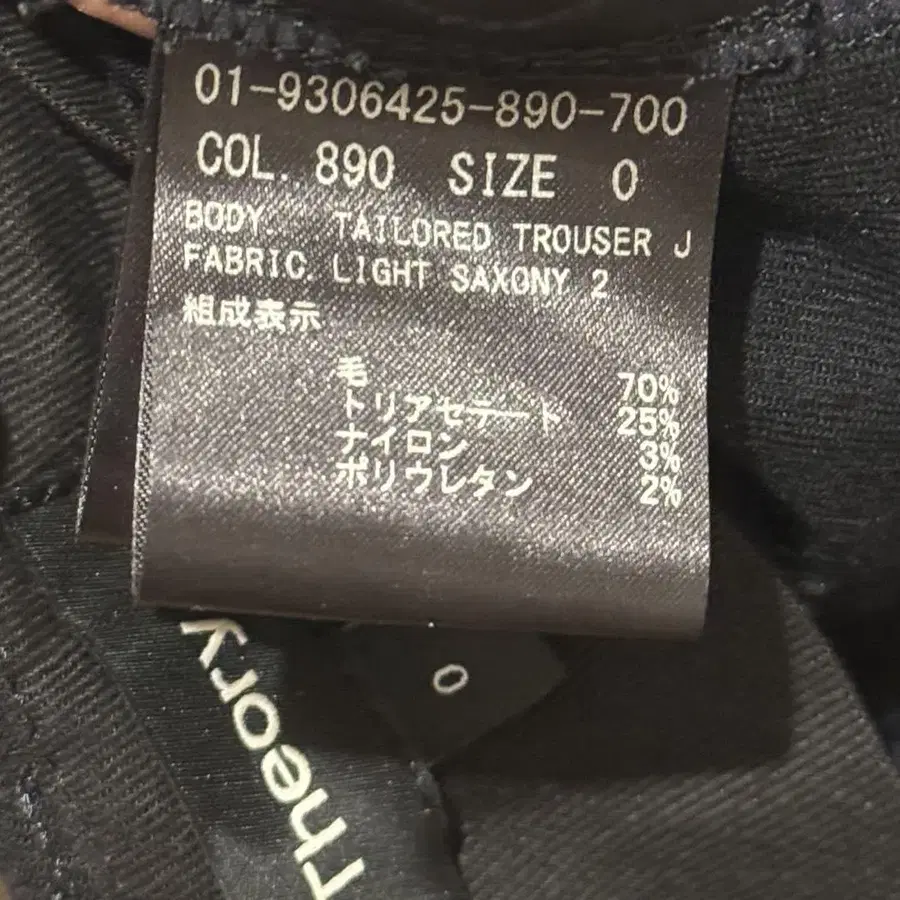 01-9306425-890-700
COL. 890 SIZE 0
BODY. TAILORED TROUSER J
FABRIC. LIGHT SAXONY 2
組成表示
毛 70%
トリアセテート 25%
ナイロン 3%
ポリウレタン 2%
0
Theory